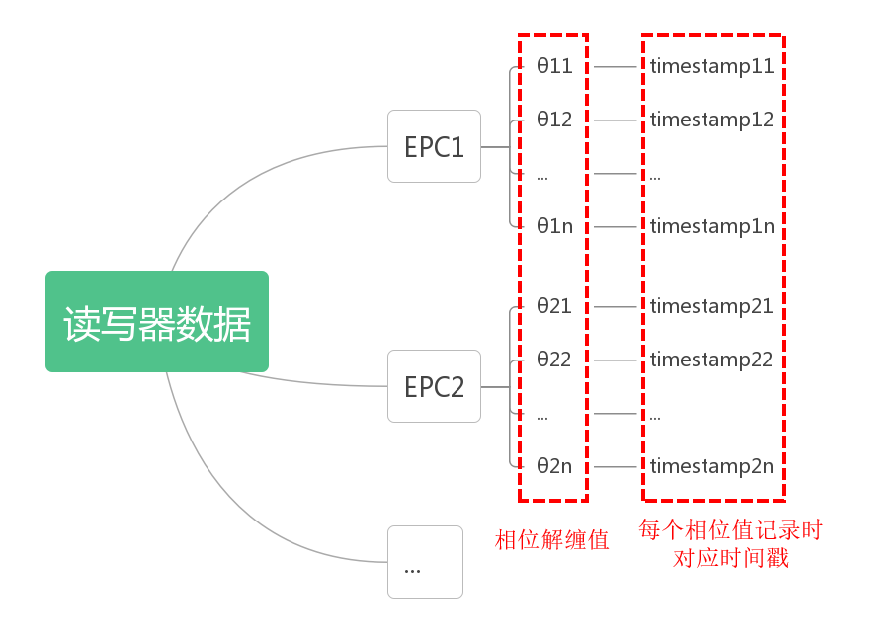 读写器数据
EPC1
θ11 timestamp11
θ12 timestamp12
... ...
θ1n timestamp1n
EPC2
θ21 timestamp21
θ22 timestamp22
... ...
θ2n timestamp2n
...
相位解缠值
每个相位值记录时
对应时间戳